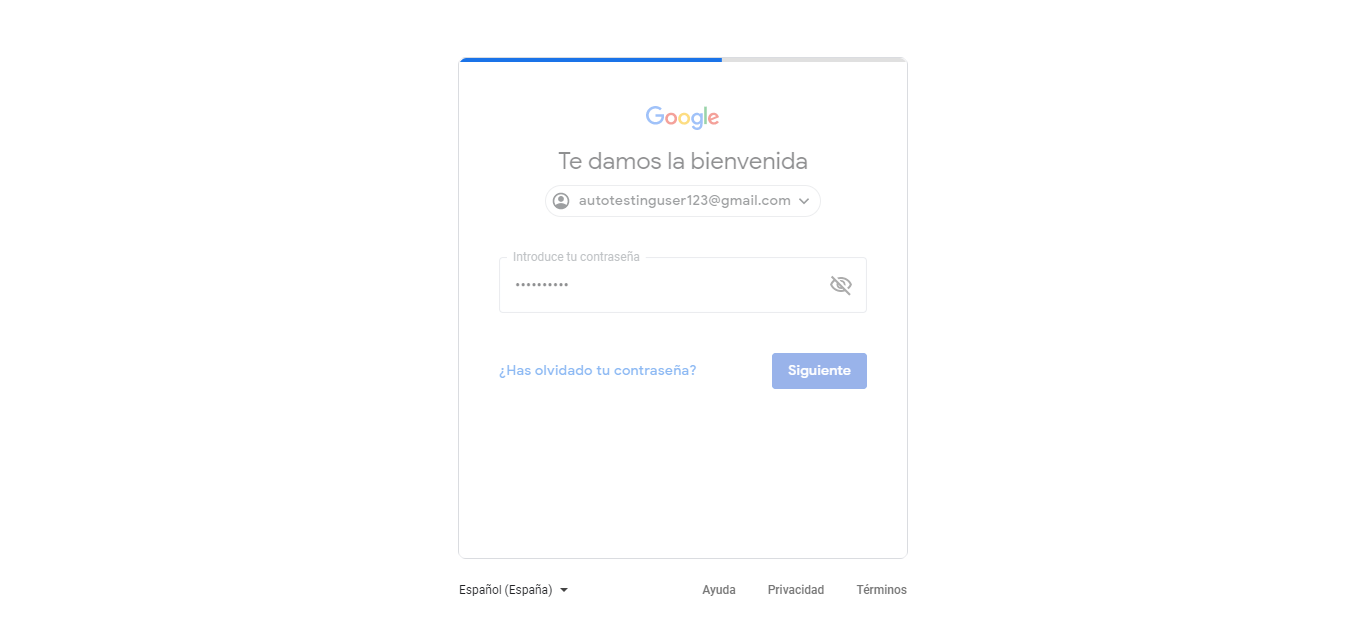 Google
Te damos la bienvenida
autotestinguser123@gmail.com
Introduce tu contraseña
••••••••••
¿Has olvidado tu contraseña?
Siguiente
Español (España)
Ayuda
Privacidad
Términos